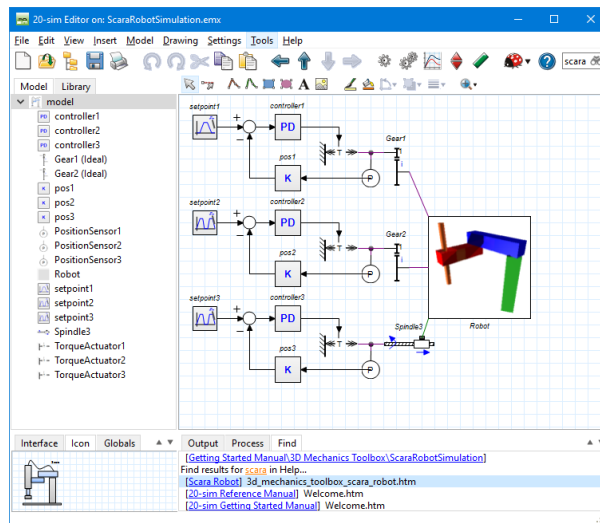 20-sim Editor on: ScaraRobotSimulation.emx
File Edit View Insert Model Drawing Settings Tools Help
scara
Model Library
model
controller1
controller2
controller3
Gear1 (Ideal)
Gear2 (Ideal)
pos1
pos2
pos3
PositionSensor1
PositionSensor2
PositionSensor3
Robot
setpoint1
setpoint2
setpoint3
Spindle3
TorqueActuator1
TorqueActuator2
TorqueActuator3
setpoint1 controller1
PD
Gear1
T
pos1
K P
setpoint2 controller2
PD
Gear2
T
pos2
K P
setpoint3 controller3
PD
Spindle3 Robot
T
pos3
K P
Interface Icon Globals
Output Process Find
[Getting Started Manual\3D Mechanics Toolbox\ScaraRobotSimulation]
Find results for scara in Help...
[Scara Robot] 3d_mechanics_toolbox_scara_robot.htm
[20-sim Reference Manual] Welcome.htm
[20-sim Getting Started Manual] Welcome.htm